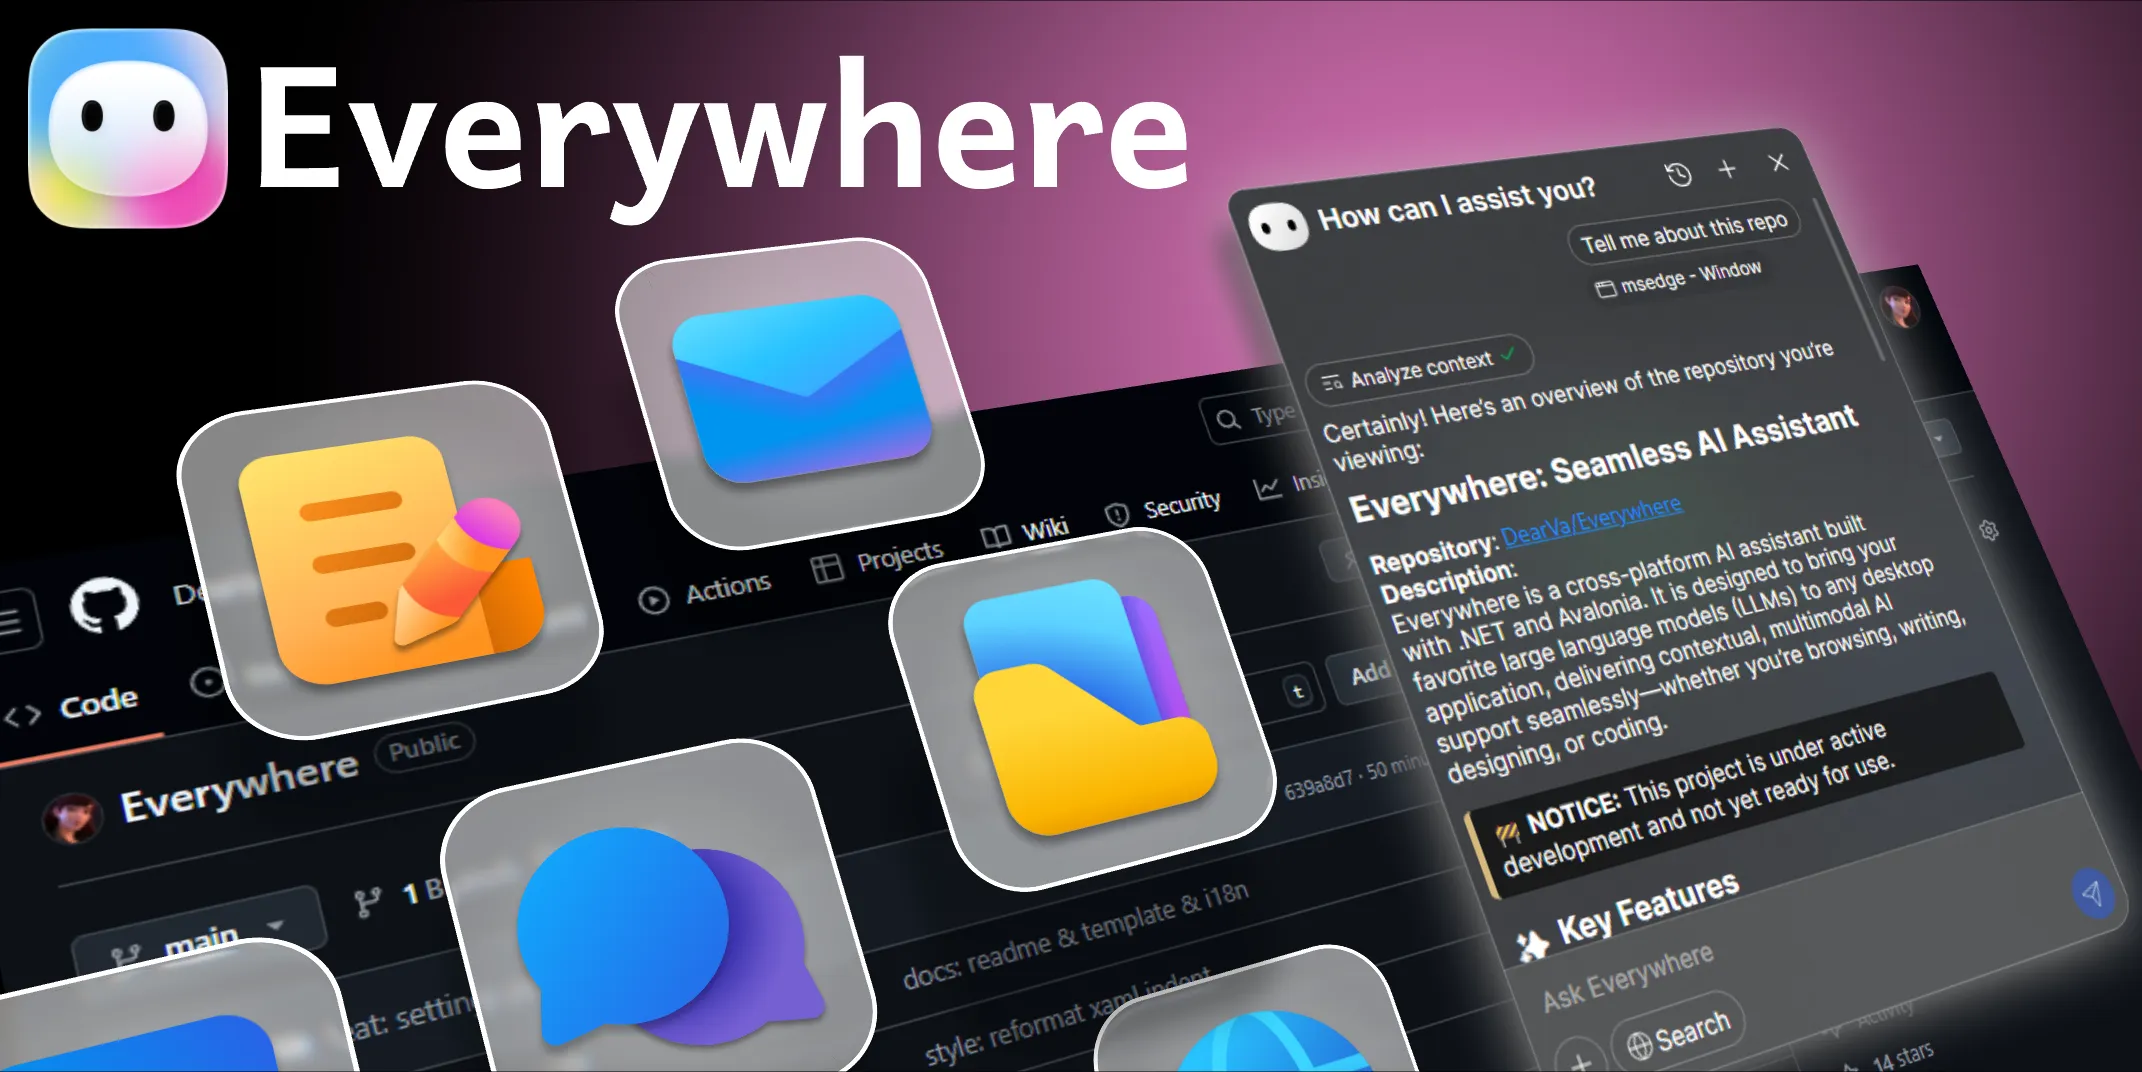 Everywhere
How can I assist you?
Tell me about this repo
msedge - Window
Analyze context
Certainly! Here's an overview of the repository you're
viewing:
Everywhere: Seamless AI Assistant
Repository: DearVa/Everywhere
Description:
Everywhere is a cross-platform AI assistant built
with .NET and Avalonia. It is designed to bring your
favorite large language models (LLMs) to any desktop
application, delivering contextual, multimodal AI
support seamlessly—whether you're browsing, writing,
designing, or coding.
NOTICE: This project is under active
development and not yet ready for use.
Key Features
Ask Everywhere
Search
Type
Code
Actions
Projects
Wiki
Security
Everywhere Public
t
Add
main
1
639a8d7 · 50
docs: readme & template & i18n
style: reformat xaml indent
Activity
14 stars